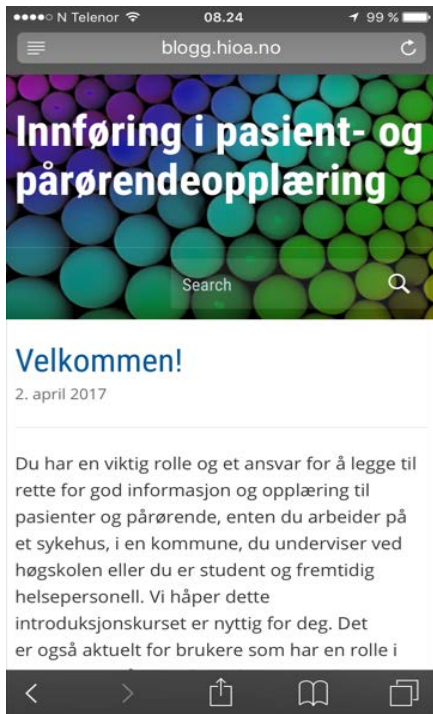 N Telenor 08.24 99 %
blogg.hioa.no
Innføring i pasient- og
pårørendeopplæring
Search
Velkommen!
2. april 2017
Du har en viktig rolle og et ansvar for å legge til
rette for god informasjon og opplæring til
pasienter og pårørende, enten du arbeider på
et sykehus, i en kommune, du underviser ved
høgskolen eller du er student og fremtidig
helsepersonell. Vi håper dette
introduksjonskurset er nyttig for deg. Det
er også aktuelt for brukere som har en rolle i